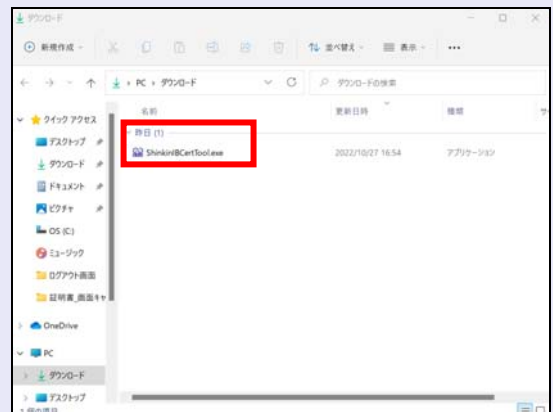 ダウンロード
新規作成
並べ替え
表示
PC › ダウンロード
ダウンロードの検索
名前
更新日時
種類
昨日 (1)
ShinkinIBCertTool.exe
2022/10/27 16:54
アプリケーション
クイック アクセス
デスクトップ
ダウンロード
ドキュメント
ピクチャ
OS (C:)
ミュージック
ログアウト画面
証明書_画面キャ
OneDrive
PC
ダウンロード
デスクトップ
1 個の項目